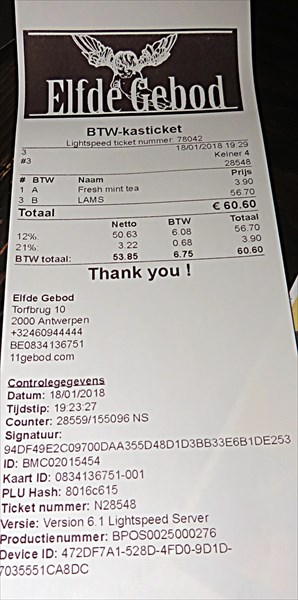 Elfde Gebod
BTW-kasticket
Lightspeed ticket nummer: 78042
3 18/01/2018 19:29
#3 Kelner 4
28548
# BTW Naam Prijs
1 A Fresh mint tea 3.90
3 B LAMS 56.70
Totaal € 60.60
Netto BTW Totaal
12%: 50.63 6.08 56.70
21%: 3.22 0.68 3.90
BTW totaal: 53.85 6.75 60.60
Thank you !
Elfde Gebod
Torfbrug 10
2000 Antwerpen
+32460944444
BE0834136751
11gebod.com
Controlegegevens
Datum: 18/01/2018
Tijdstip: 19:23:27
Counter: 28559/155096 NS
Signatuur:
94DF49E2C09700DAA355D48D1D3BB33E6B1DE253
ID: BMC02015454
Kaart ID: 0834136751-001
PLU Hash: 8016c615
Ticket nummer: N28548
Versie: Version 6.1 Lightspeed Server
Productienummer: BPOS0025000276
Device ID: 472DF7A1-528D-4FD0-9D1D-
7035551CA8DC